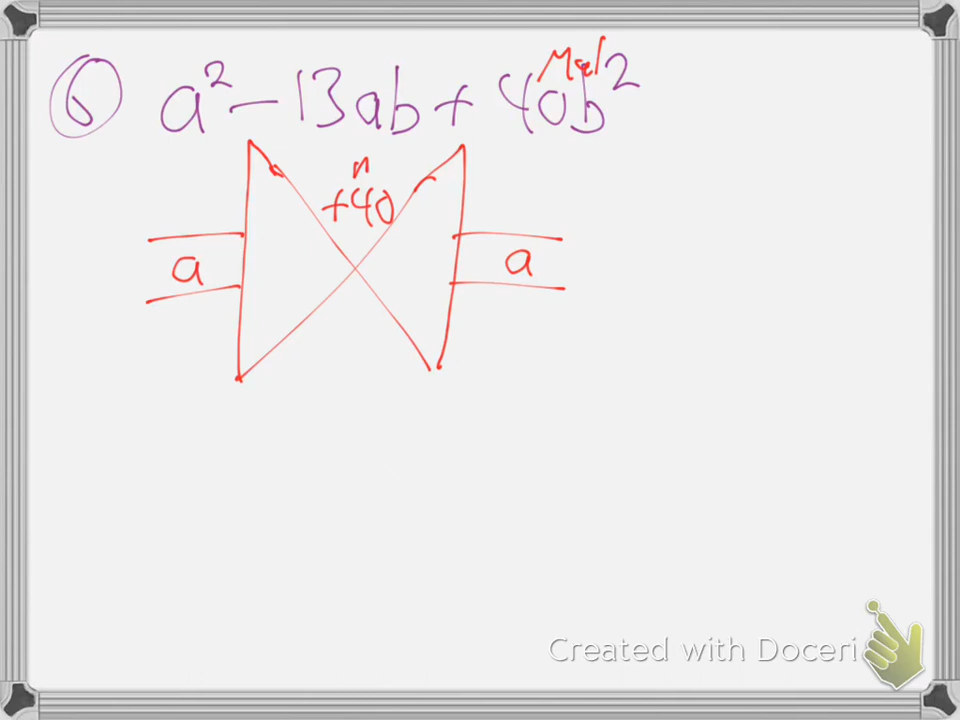 ⑥ a² - 13ab + 40b²
n
+40
a
a
Created with Doceri